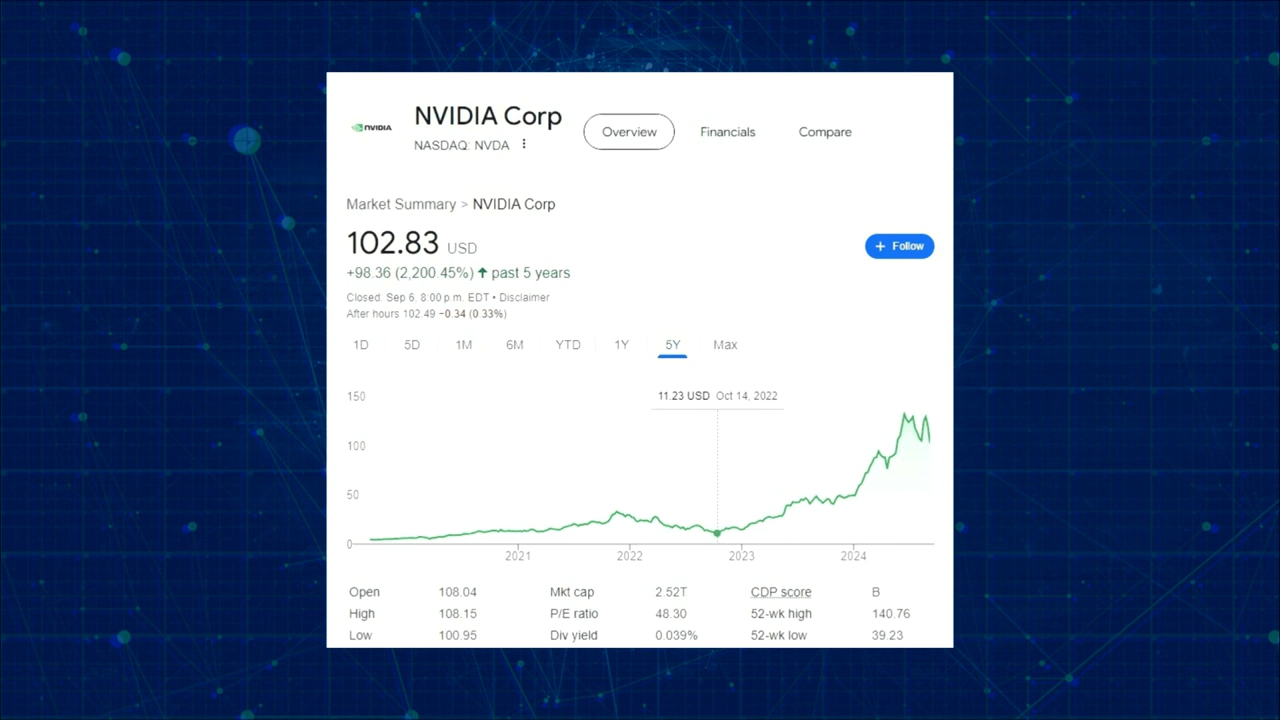 NVIDIA
NVIDIA Corp
NASDAQ: NVDA
Overview
Financials
Compare
Market Summary > NVIDIA Corp
102.83 USD
+98.36 (2,200.45%) ↑ past 5 years
+ Follow
Closed: Sep 6, 8:00 p.m. EDT • Disclaimer
After hours 102.49 −0.34 (0.33%)
1D 5D 1M 6M YTD 1Y 5Y Max
11.23 USD Oct 14, 2022
150
100
50
0
2021 2022 2023 2024
Open 108.04 Mkt cap 2.52T CDP score B
High 108.15 P/E ratio 48.30 52-wk high 140.76
Low 100.95 Div yield 0.039% 52-wk low 39.23